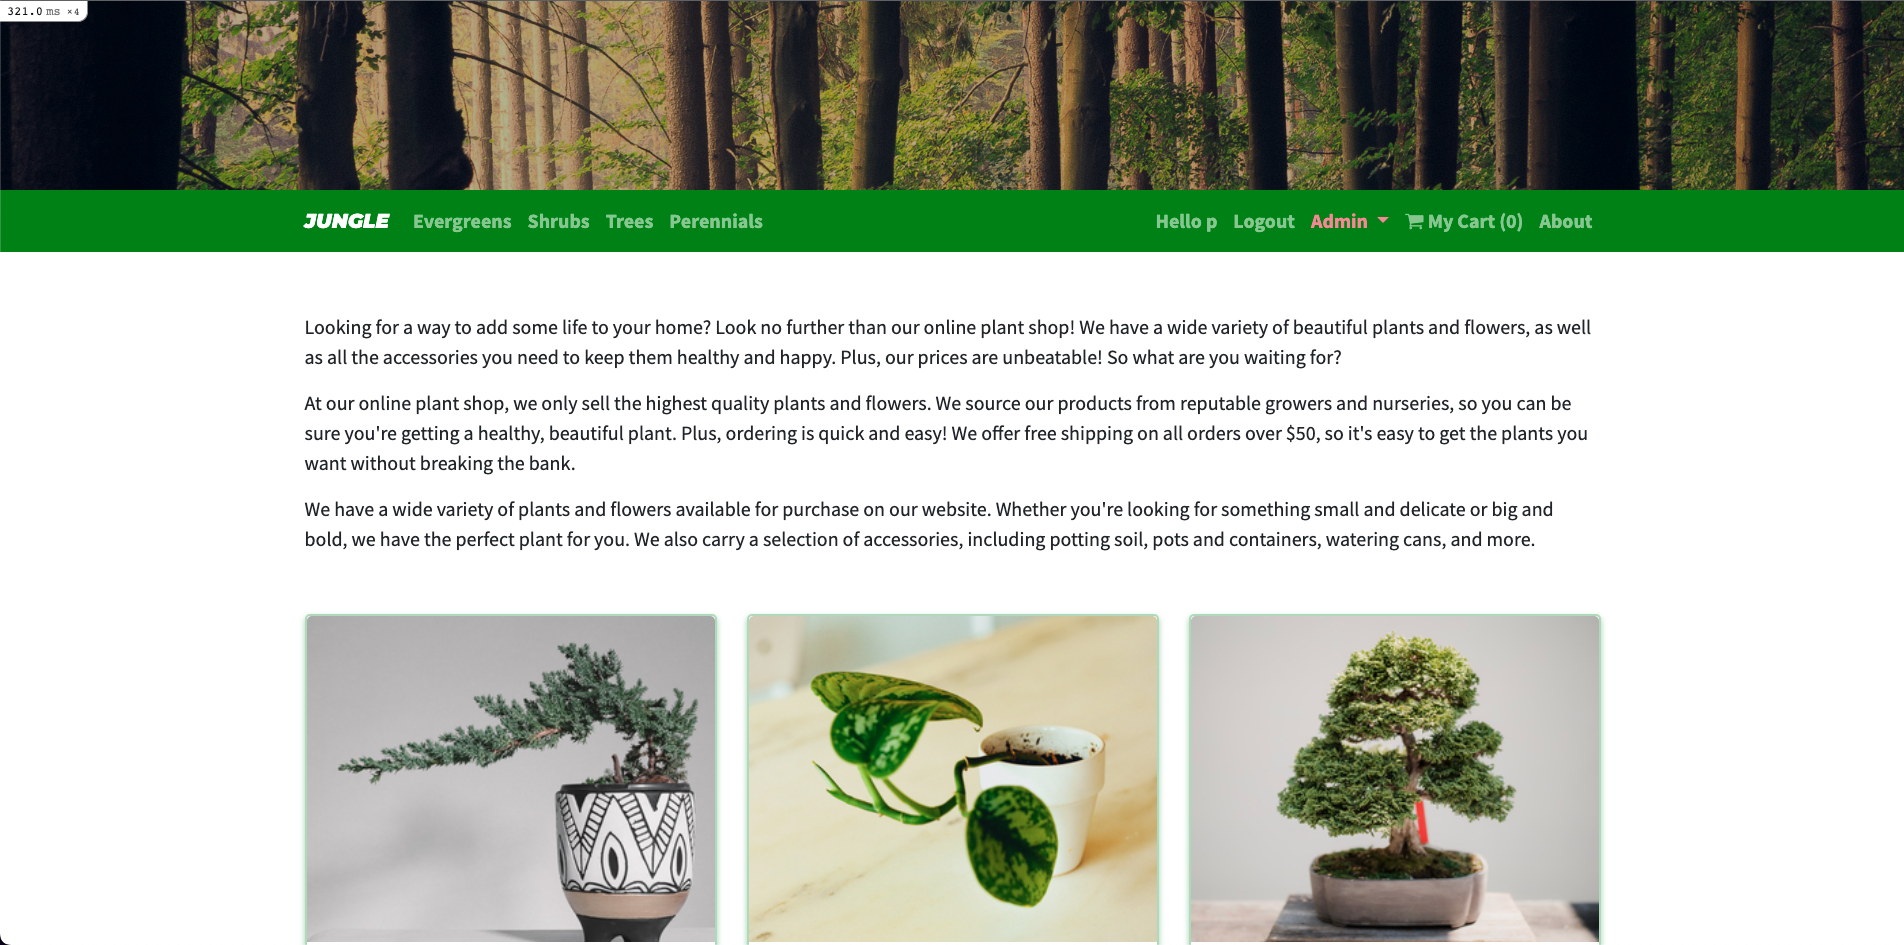 321.0 ms ×4
JUNGLE Evergreens Shrubs Trees Perennials Hello p Logout Admin My Cart (0) About
Looking for a way to add some life to your home? Look no further than our online plant shop! We have a wide variety of beautiful plants and flowers, as well
as all the accessories you need to keep them healthy and happy. Plus, our prices are unbeatable! So what are you waiting for?
At our online plant shop, we only sell the highest quality plants and flowers. We source our products from reputable growers and nurseries, so you can be
sure you're getting a healthy, beautiful plant. Plus, ordering is quick and easy! We offer free shipping on all orders over $50, so it's easy to get the plants you
want without breaking the bank.
We have a wide variety of plants and flowers available for purchase on our website. Whether you're looking for something small and delicate or big and
bold, we have the perfect plant for you. We also carry a selection of accessories, including potting soil, pots and containers, watering cans, and more.